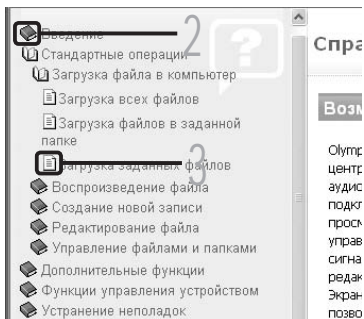 Введение
2
Спра
Стандартные операции
Загрузка файла в компьютер
Загрузка всех файлов
Загрузка файлов в заданной
папке
Загрузка заданных файлов
3
Воспроизведение файла
Создание новой записи
Редактирование файла
Управление файлами и папками
Дополнительные функции
Функции управления устройством
Устранение неполадок
Возм
Olymp
центр
аудис
подкл
просм
управ
сигна
редак
Экран
позво